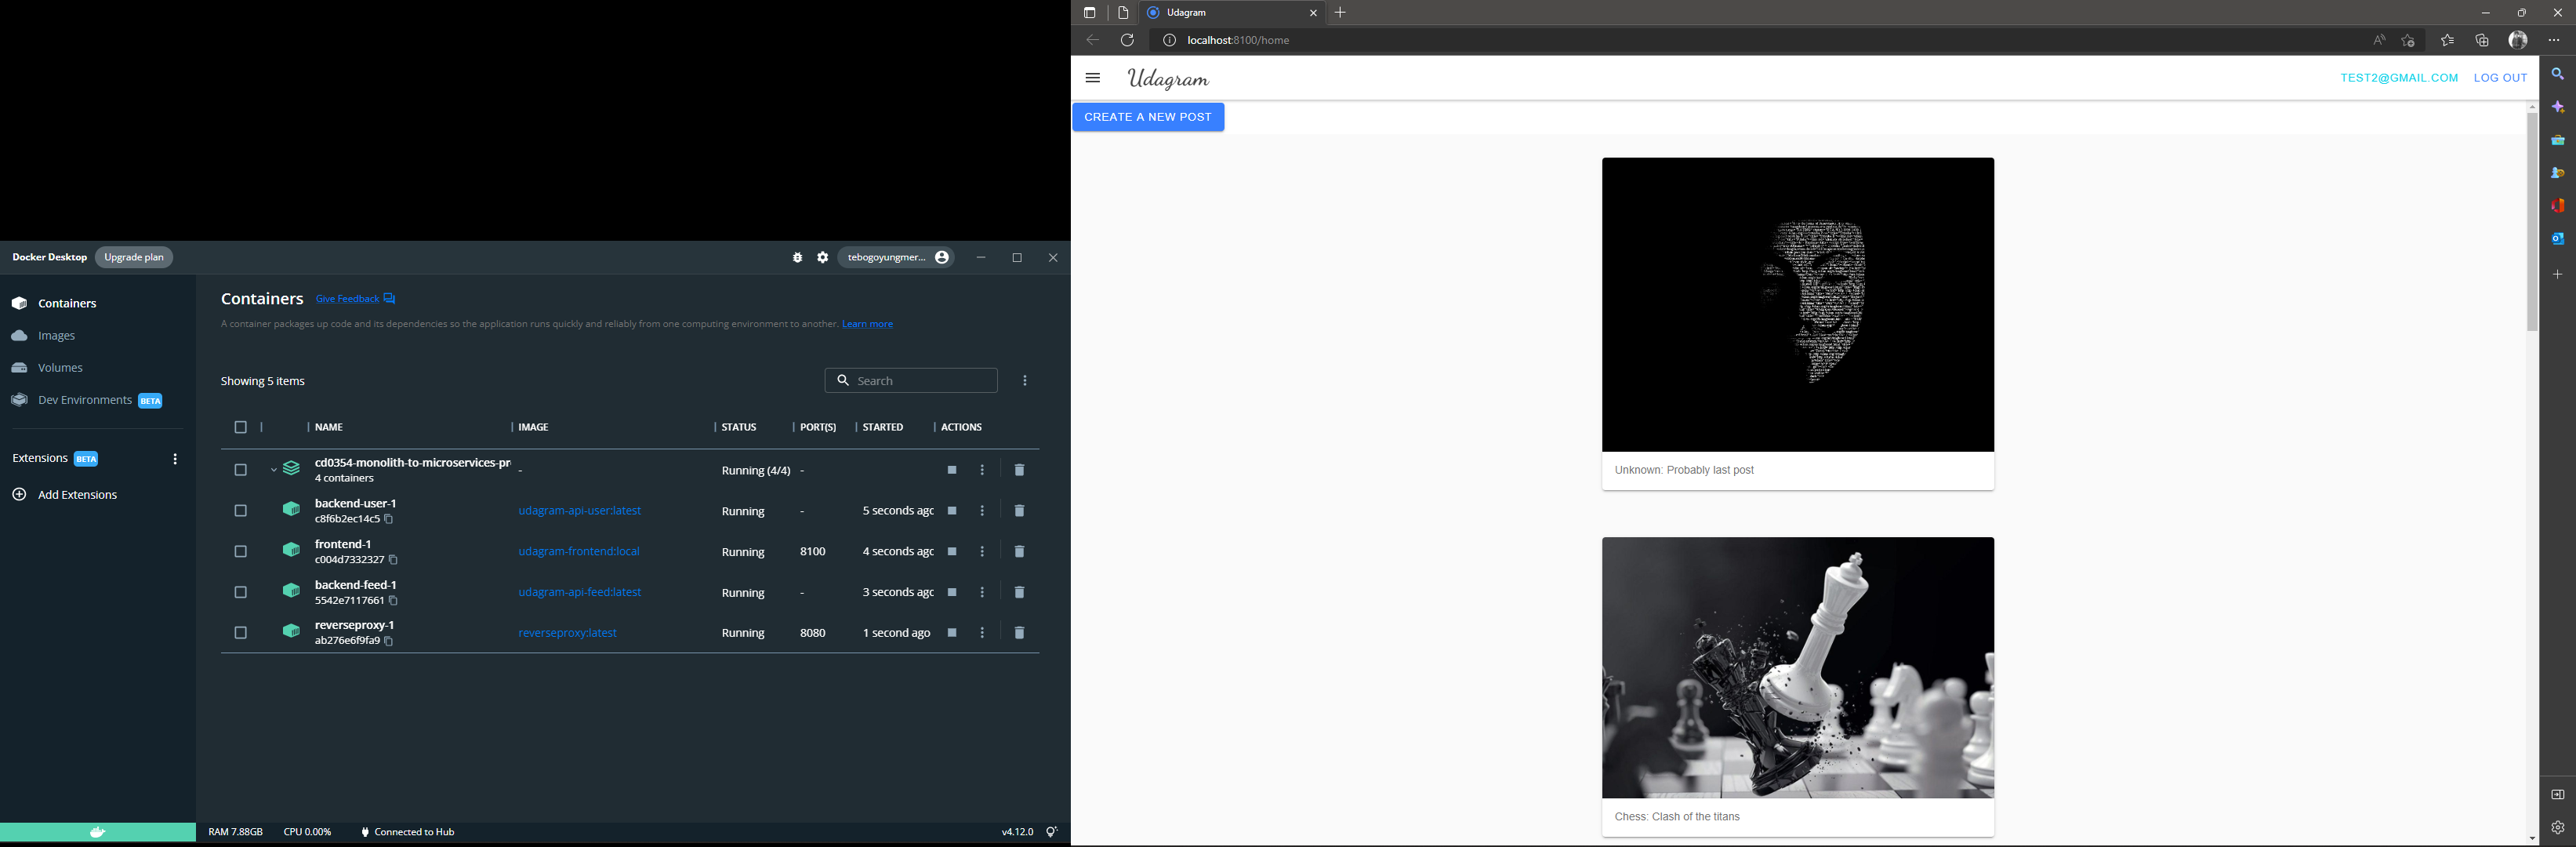 Docker Desktop Upgrade plan tebogoyungmer...
Containers
Images
Volumes
Dev Environments BETA
Extensions BETA
Add Extensions
Containers Give Feedback
A container packages up code and its dependencies so the application runs quickly and reliably from one computing environment to another. Learn more
Showing 5 items Search
NAME IMAGE STATUS PORT(S) STARTED ACTIONS
cd0354-monolith-to-microservices-pr - Running (4/4) -
4 containers
backend-user-1 udagram-api-user:latest Running - 5 seconds agc
c8f6b2ec14c5
frontend-1 udagram-frontend:local Running 8100 4 seconds agc
c004d7332327
backend-feed-1 udagram-api-feed:latest Running - 3 seconds agc
5542e7117661
reverseproxy-1 reverseproxy:latest Running 8080 1 second ago
ab276e6f9fa9
RAM 7.88GB CPU 0.00% Connected to Hub v4.12.0
Udagram
localhost:8100/home
Udagram TEST2@GMAIL.COM LOG OUT
CREATE A NEW POST
Unknown: Probably last post
Chess: Clash of the titans